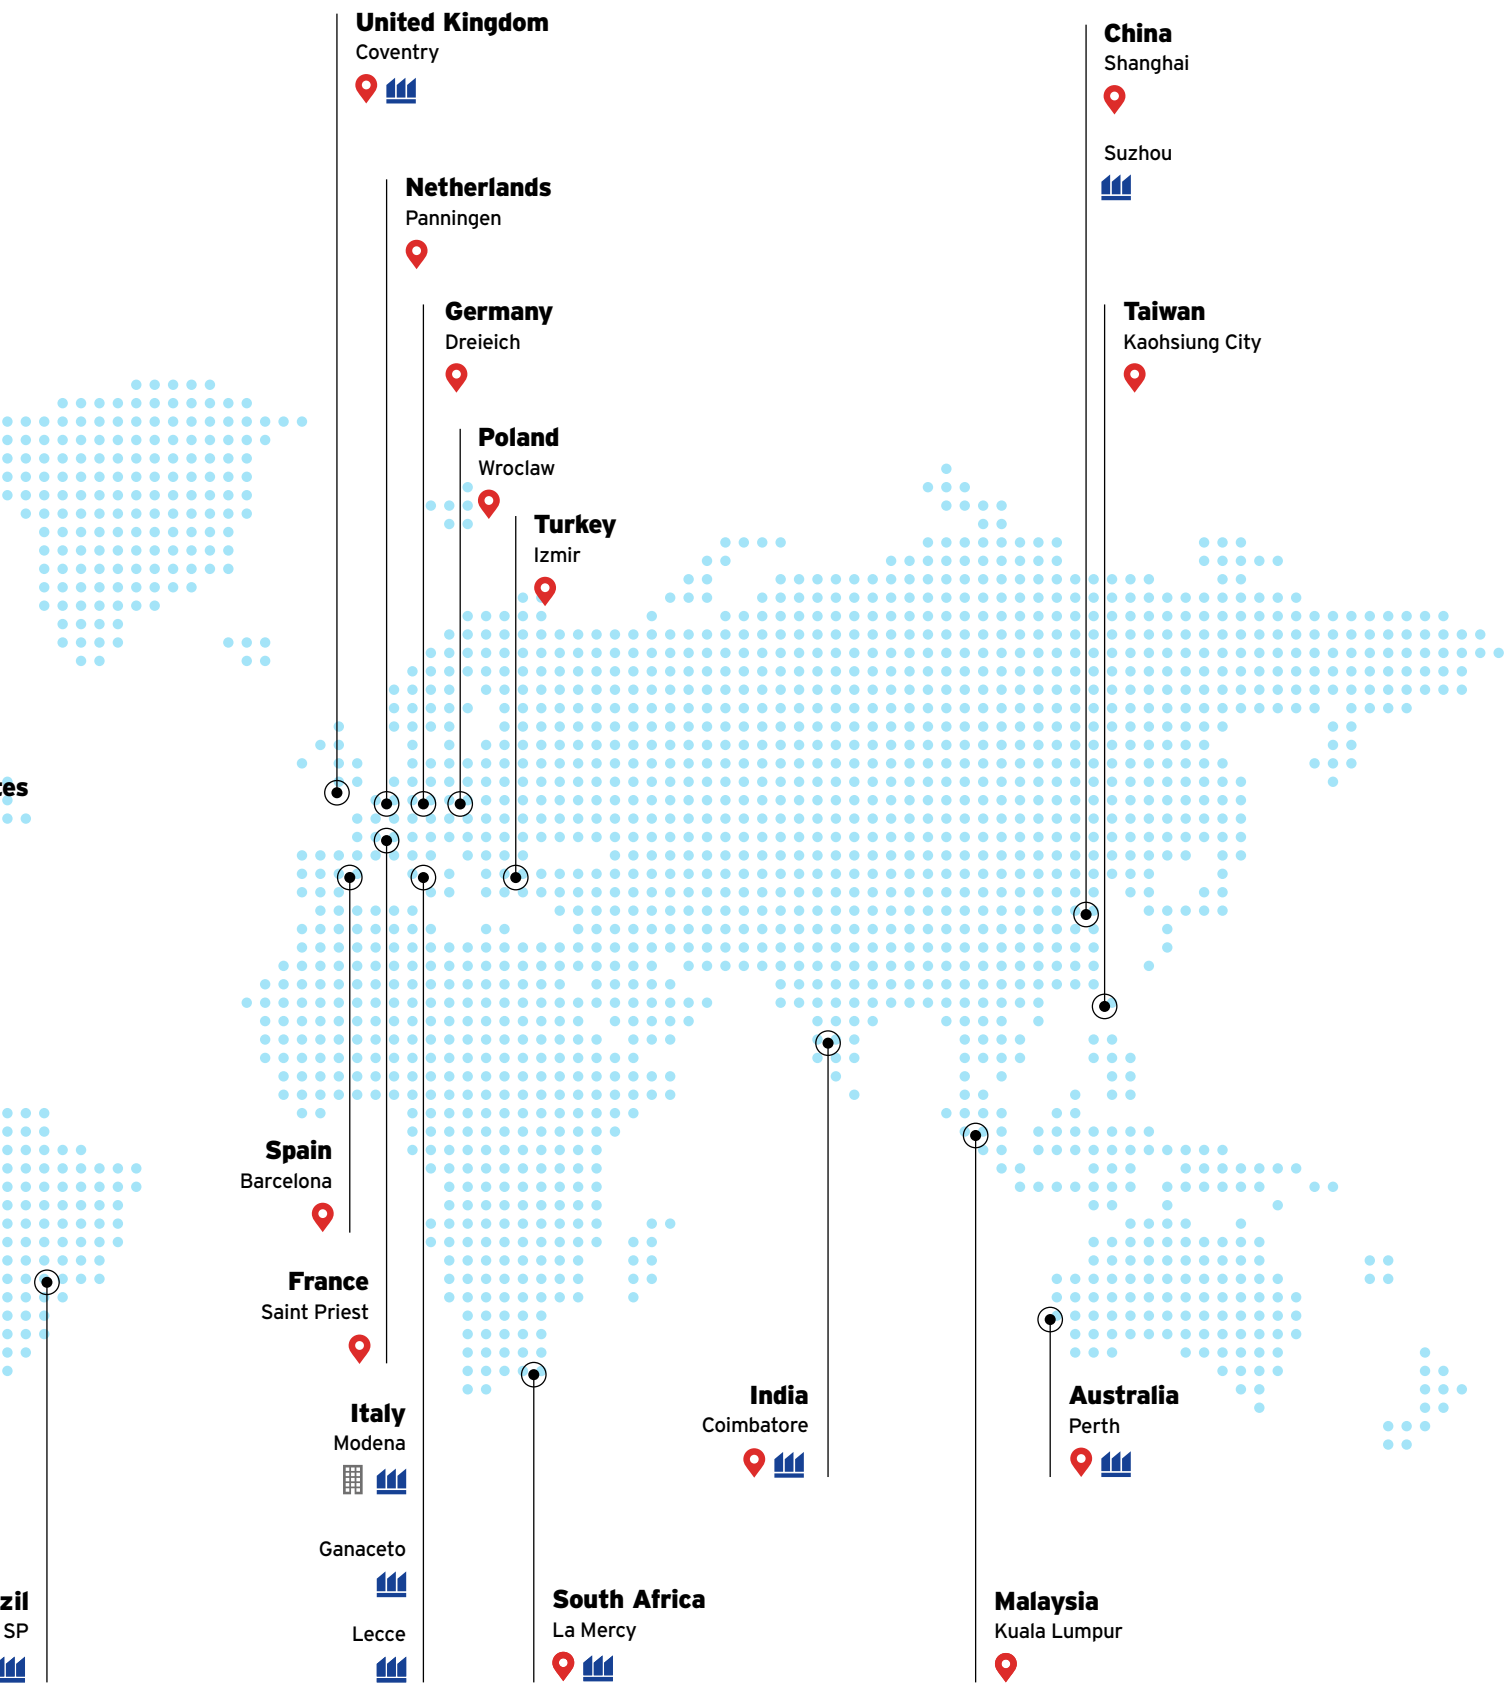 United Kingdom
Coventry
China
Shanghai
Suzhou
Netherlands
Panningen
Germany
Dreieich
Taiwan
Kaohsiung City
Poland
Wroclaw
Turkey
Izmir
es
Spain
Barcelona
France
Saint Priest
Italy
Modena
Ganaceto
Lecce
India
Coimbatore
Australia
Perth
zil
SP
South Africa
La Mercy
Malaysia
Kuala Lumpur